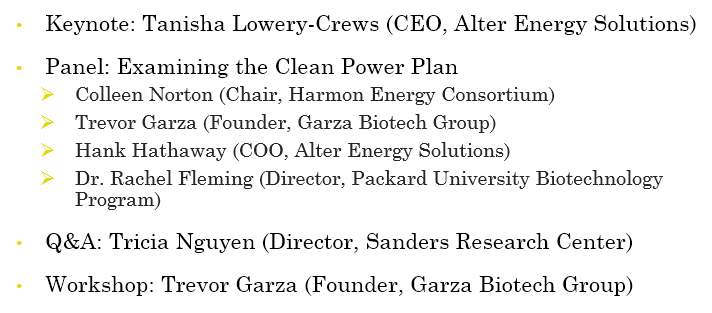 Keynote: Tanisha Lowery-Crews (CEO, Alter Energy Solutions)
Panel: Examining the Clean Power Plan
Colleen Norton (Chair, Harmon Energy Consortium)
Trevor Garza (Founder, Garza Biotech Group)
Hank Hathaway (COO, Alter Energy Solutions)
Dr. Rachel Fleming (Director, Packard University Biotechnology
Program)
Q&A: Tricia Nguyen (Director, Sanders Research Center)
Workshop: Trevor Garza (Founder, Garza Biotech Group)